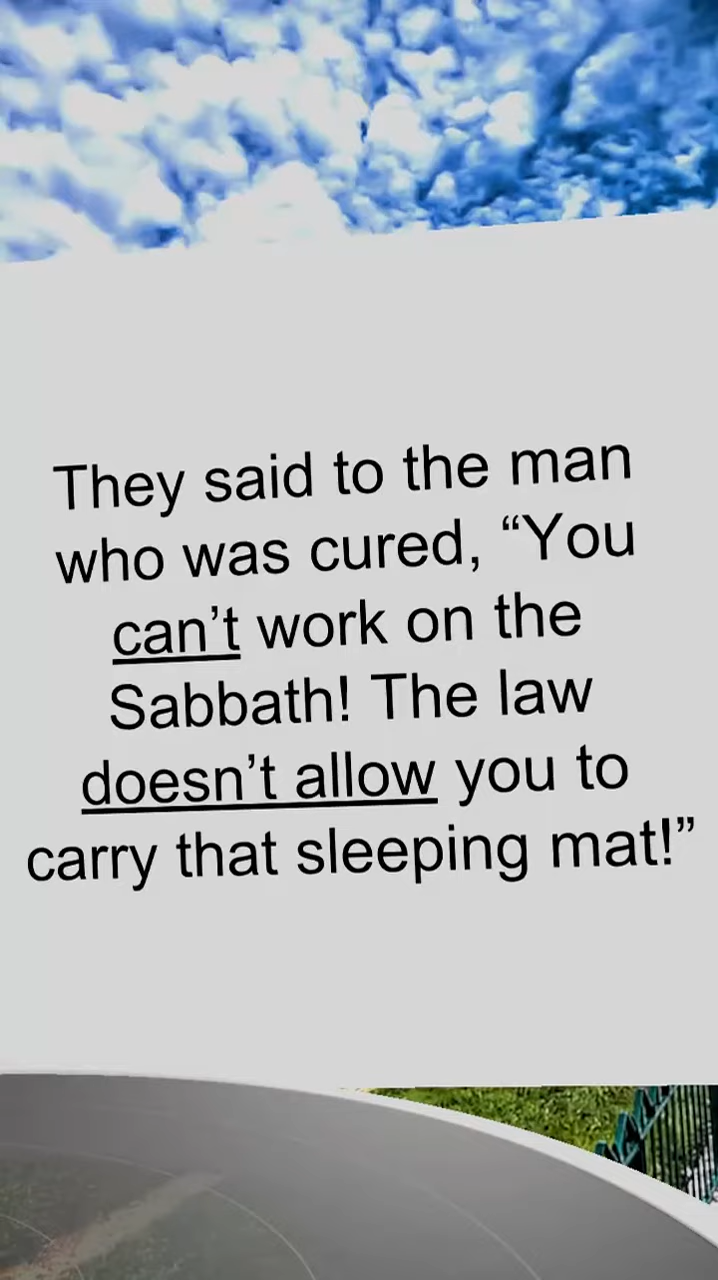 They said to the man
who was cured, “You
can’t work on the
Sabbath! The law
doesn’t allow you to
carry that sleeping mat!”